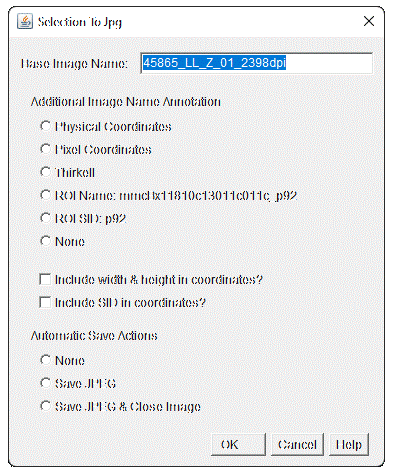 Selection To Jpg
Base Image Name: 45865_LL_Z_01_2398dpi
Additional Image Name Annotation
Physical Coordinates
Pixel Coordinates
Thirkell
ROI Name: p92
ROI SID: p92
None
Include width & height in coordinates?
Include SID in coordinates?
Automatic Save Actions
None
Save JPEG
Save JPEG & Close Image
OK Cancel Help